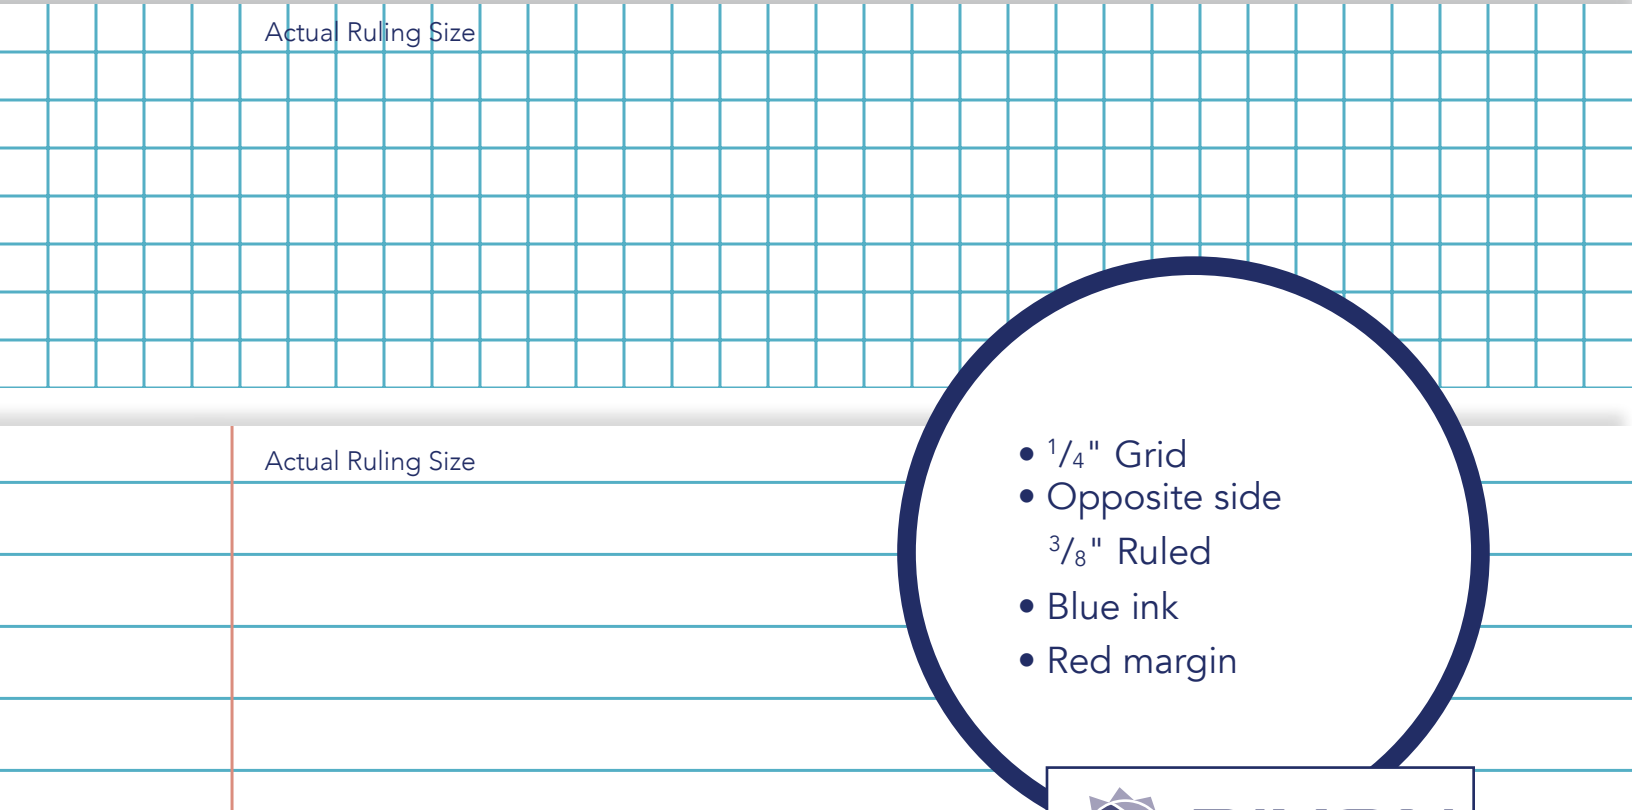 Actual Ruling Size
Actual Ruling Size
• 1/4" Grid
• Opposite side
3/8" Ruled
• Blue ink
• Red margin